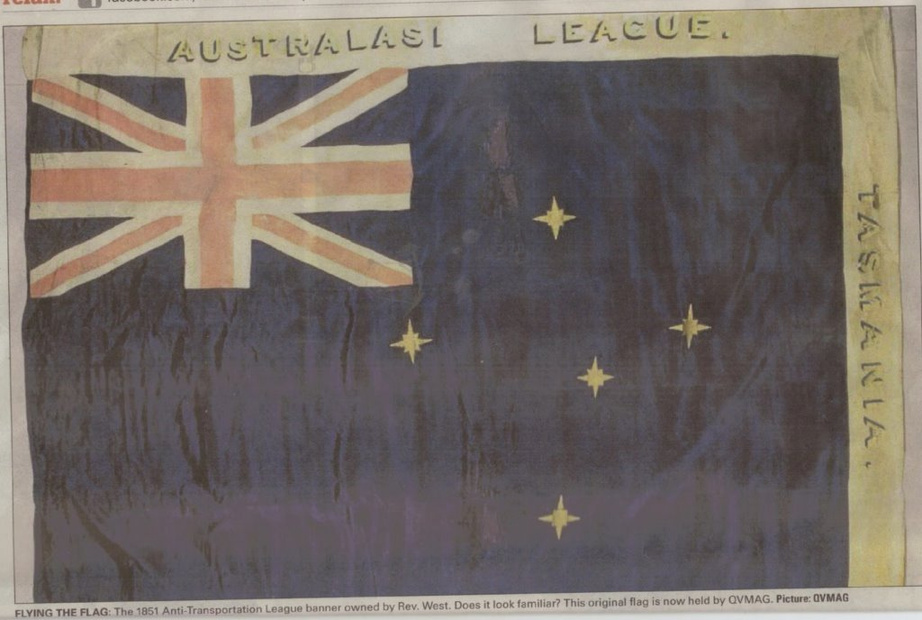 AUSTRALASI LEAGUE.
TASMANIA.
FLYING THE FLAG: The 1851 Anti-Transportation League banner owned by Rev. West. Does it look familiar? This original flag is now held by QVMAG. Picture: QVMAG